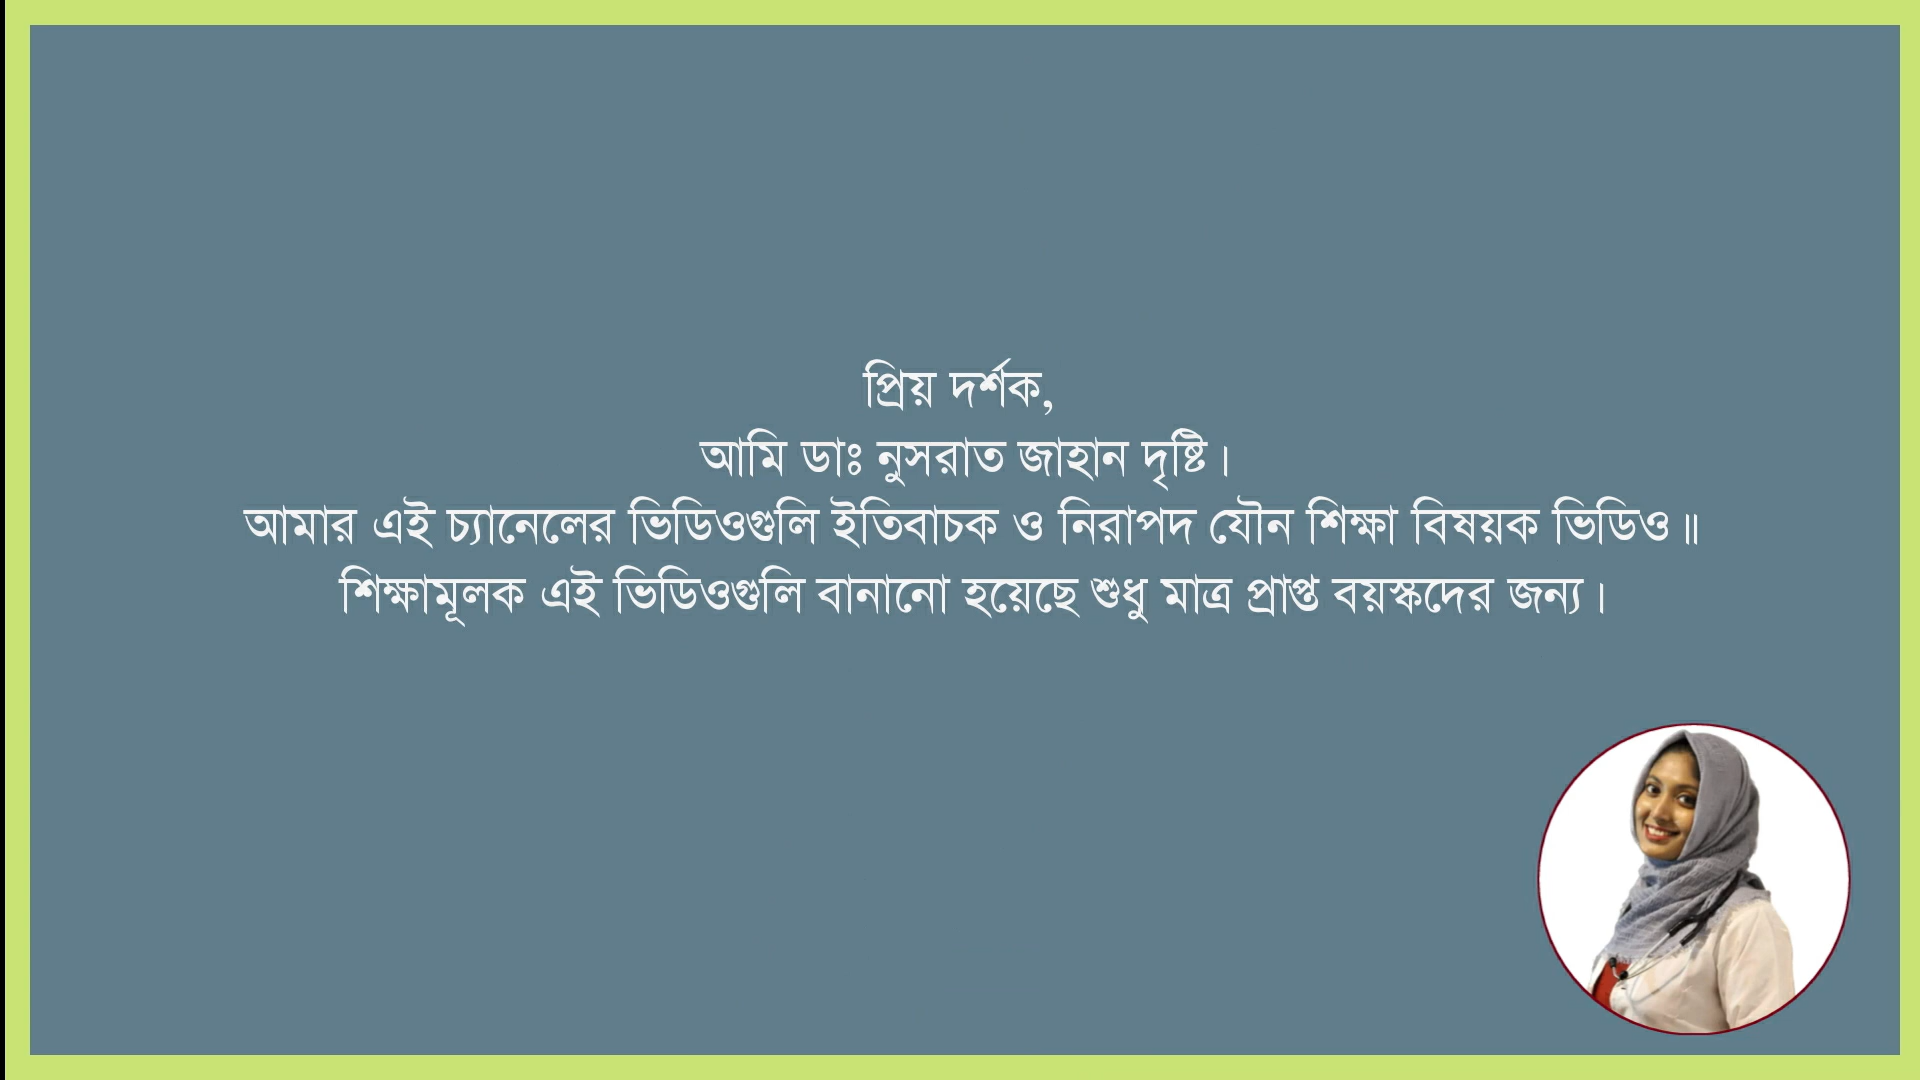 প্রিয় দর্শক,
আমি ডাঃ নুসরাত জাহান দৃষ্টি।
আমার এই চ্যানেলের ভিডিওগুলি ইতিবাচক ও নিরাপদ যৌন শিক্ষা বিষয়ক ভিডিও॥
শিক্ষামূলক এই ভিডিওগুলি বানানো হয়েছে শুধু মাত্র প্রাপ্ত বয়স্কদের জন্য।